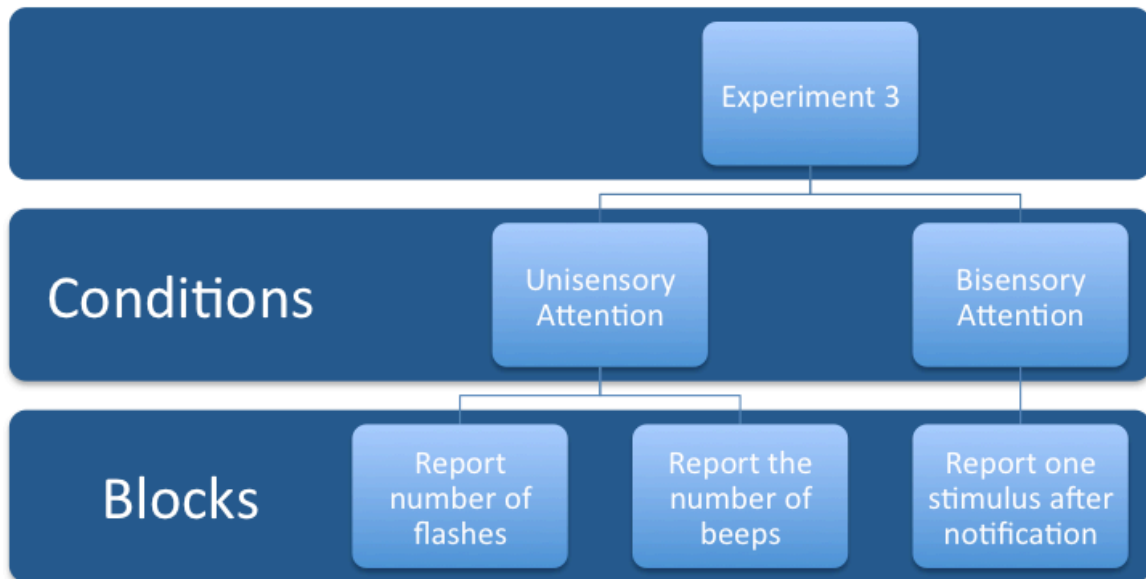 Experiment 3
Conditions
Unisensory
Attention
Bisensory
Attention
Blocks
Report
number of
flashes
Report the
number of
beeps
Report one
stimulus after
notification